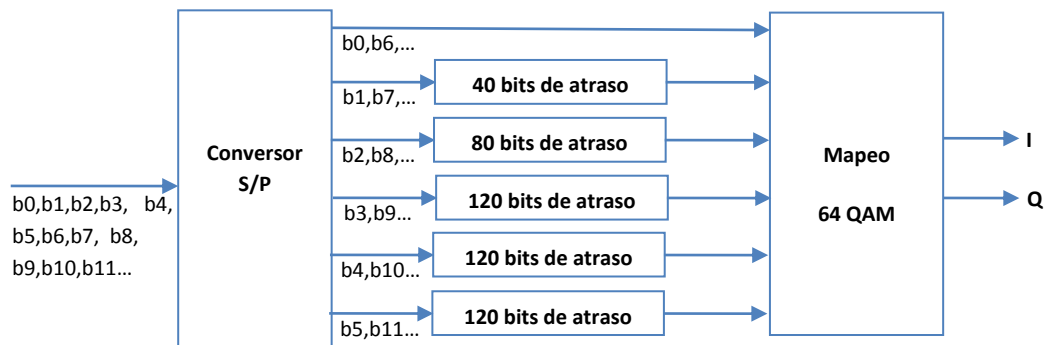 b0,b1,b2,b3, b4,
b5,b6,b7, b8,
b9,b10,b11...
Conversor
S/P
b0,b6,...
b1,b7,...
40 bits de atraso
b2,b8,...
80 bits de atraso
b3,b9...
120 bits de atraso
b4,b10...
120 bits de atraso
b5,b11...
120 bits de atraso
Mapeo
64 QAM
I
Q